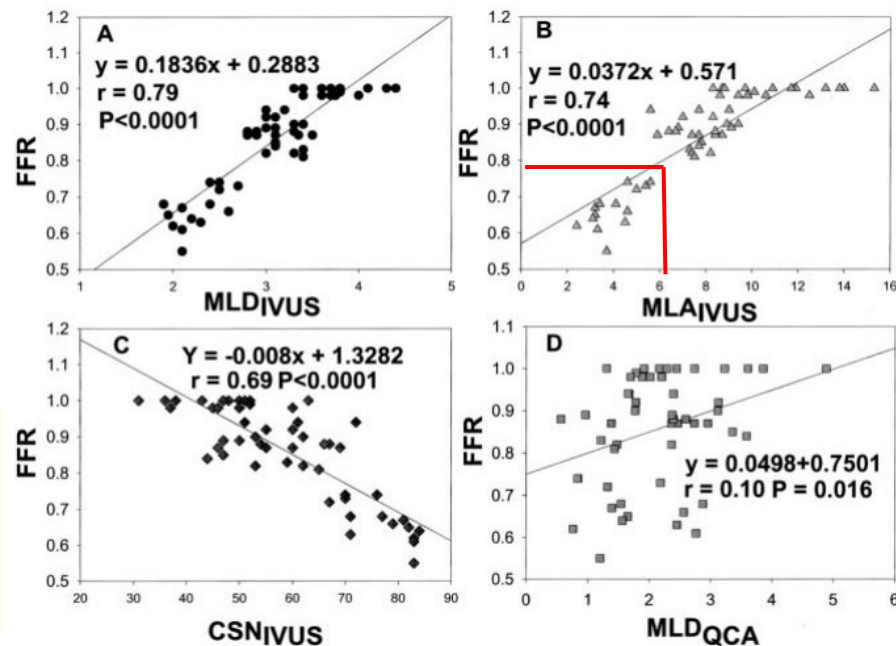 A
y = 0.1836x + 0.2883
r = 0.79
P<0.0001
FFR
1.2
1.1
1.0
0.9
0.8
0.7
0.6
0.5
1 2 3 4 5
MLDIVUS
B
y = 0.0372x + 0.571
r = 0.74
P<0.0001
FFR
1.2
1.1
1.0
0.9
0.8
0.7
0.6
0.5
0 2 4 6 8 10 12 14 16
MLAIVUS
C
Y = -0.008x + 1.3282
r = 0.69 P<0.0001
FFR
1.2
1.1
1.0
0.9
0.8
0.7
0.6
0.5
20 30 40 50 60 70 80 90
CSNIVUS
D
y = 0.0498+0.7501
r = 0.10 P = 0.016
FFR
1.1
1.0
0.9
0.8
0.7
0.6
0.5
0 1 2 3 4 5 6
MLDQCA